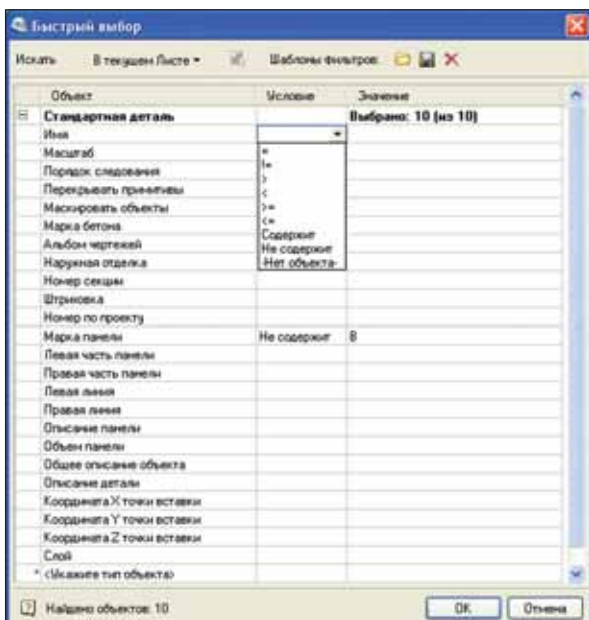 Быстрый выбор
Искать В текущем Листе Шаблоны фильтров:
Объект Условие Значение
Стандартная деталь Выбрано: 10 (из 10)
Имя
Масштаб =
Порядок следования !=
Перекрывать примитивы >
Маскировать объекты <
Марка бетона >=
Альбом чертежей <=
Наружная отделка Содержит
Номер секции Не содержит
Штриховка -Нет объекта-
Номер по проекту
Марка панели Не содержит В
Левая часть панели
Правая часть панели
Левая линия
Правая линия
Описание панели
Объем панели
Общее описание объекта
Описание детали
Координата X точки вставки
Координата Y точки вставки
Координата Z точки вставки
Слой
* <Укажите тип объекта>
Найдено объектов: 10 OK Отмена